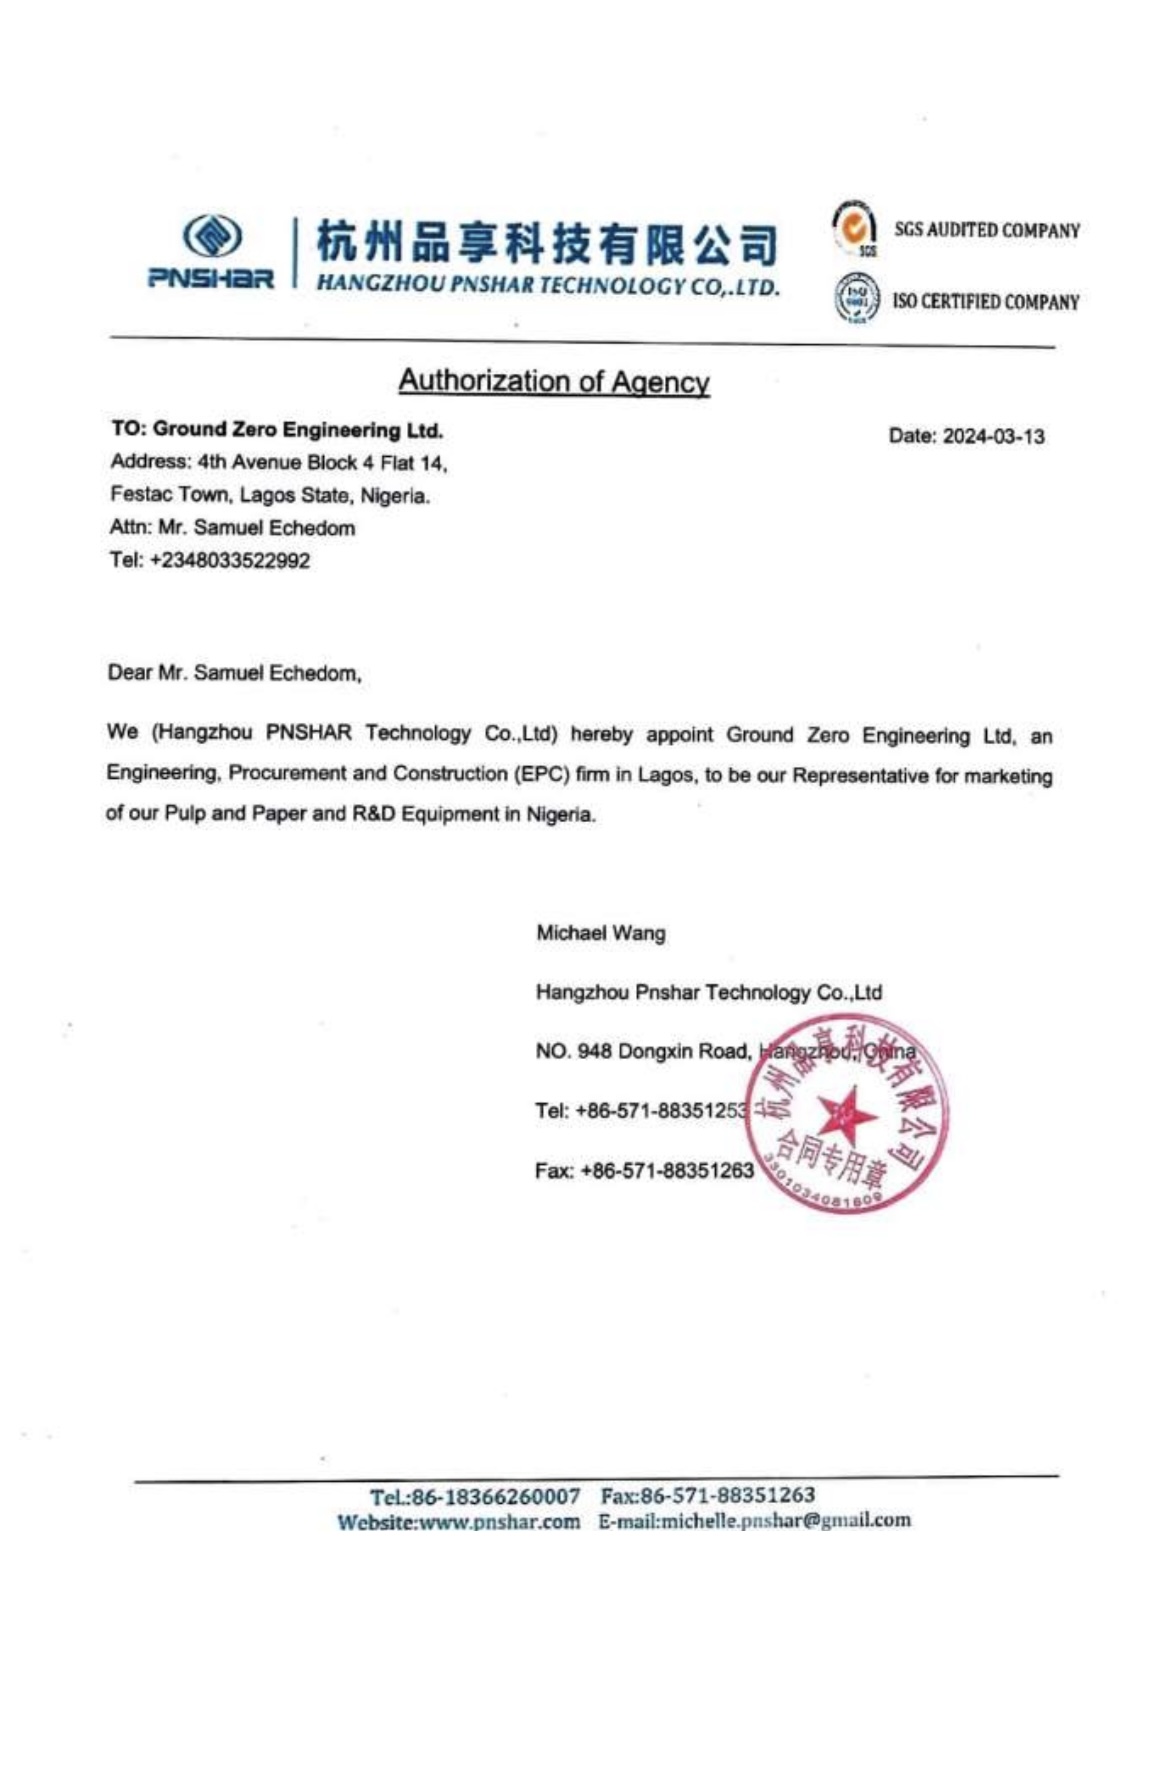 PNSHAR
杭州品享科技有限公司
HANGZHOU PNSHAR TECHNOLOGY CO,.LTD.
SGS
SGS AUDITED COMPANY
ISO
9001
ISO CERTIFIED COMPANY
Authorization of Agency
TO: Ground Zero Engineering Ltd.
Date: 2024-03-13
Address: 4th Avenue Block 4 Flat 14,
Festac Town, Lagos State, Nigeria.
Attn: Mr. Samuel Echedom
Tel: +2348033522992
Dear Mr. Samuel Echedom,
We (Hangzhou PNSHAR Technology Co.,Ltd) hereby appoint Ground Zero Engineering Ltd, an
Engineering, Procurement and Construction (EPC) firm in Lagos, to be our Representative for marketing
of our Pulp and Paper and R&D Equipment in Nigeria.
Michael Wang
Hangzhou Pnshar Technology Co.,Ltd
NO. 948 Dongxin Road, Hangzhou, China
Tel: +86-571-88351253
Fax: +86-571-88351263
杭州品享科技有限公司
合同专用章
3301034081609
Tel.:86-18366260007 Fax:86-571-88351263
Website:www.pnshar.com E-mail:michelle.pnshar@gmail.com